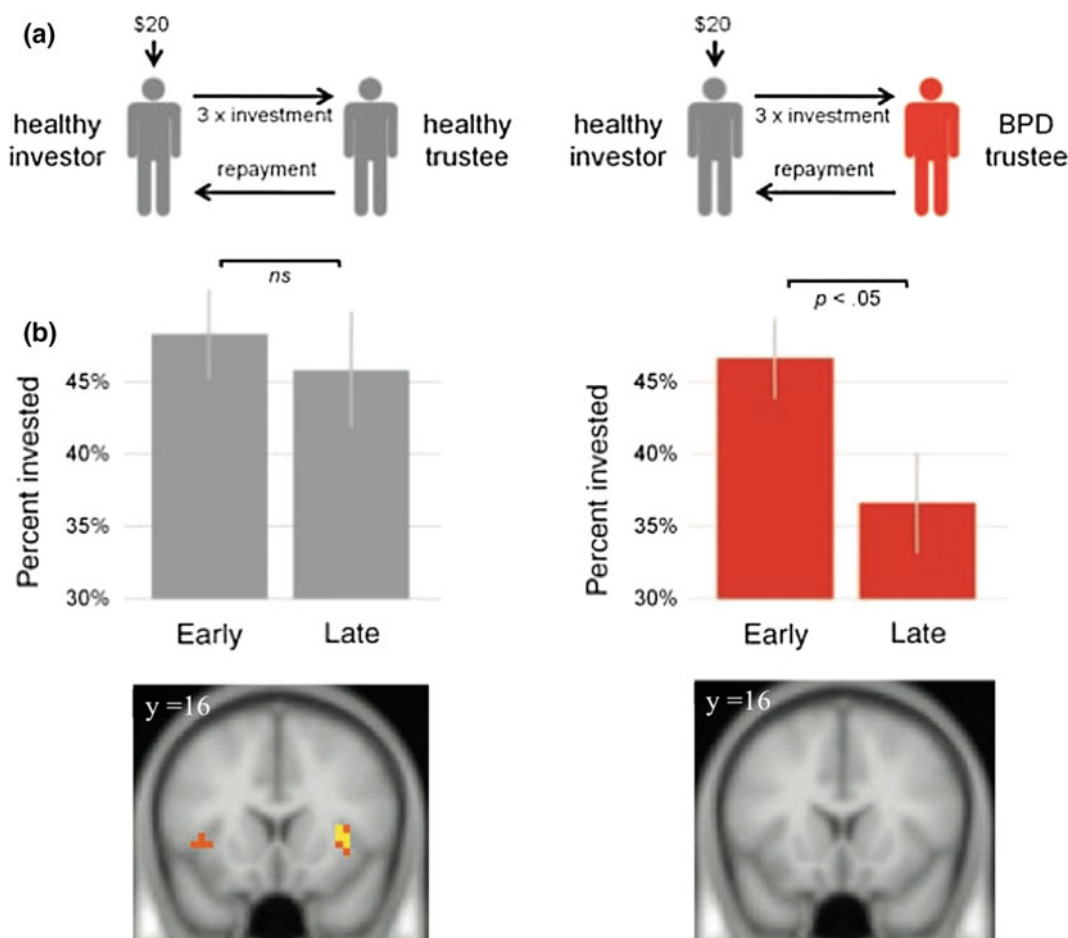 (a)
$20
healthy
investor
3 x investment
repayment
healthy
trustee
$20
healthy
investor
3 x investment
repayment
BPD
trustee
(b)
ns
Percent invested
45%
40%
35%
30%
Early
Late
p < .05
Percent invested
45%
40%
35%
30%
Early
Late
y =16
y =16